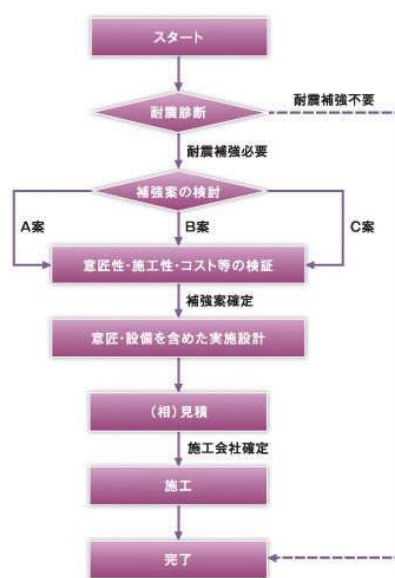 スタート
耐震診断
耐震補強不要
耐震補強必要
補強案の検討
A案
B案
C案
意匠性・施工性・コスト等の検証
補強案確定
意匠・設備を含めた実施設計
(相)見積
施工会社確定
施工
完了